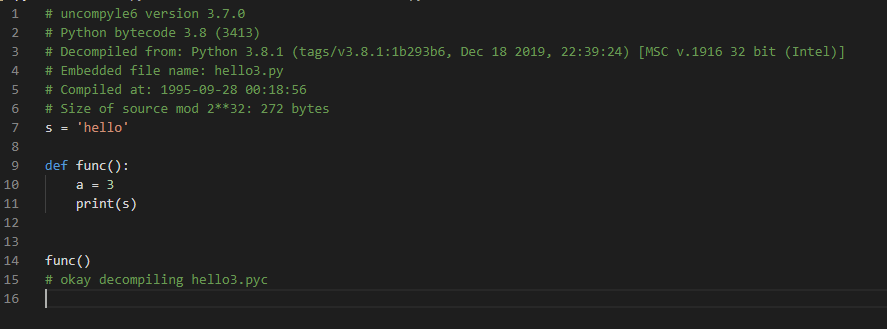 1 # uncompyle6 version 3.7.0
2 # Python bytecode 3.8 (3413)
3 # Decompiled from: Python 3.8.1 (tags/v3.8.1:1b293b6, Dec 18 2019, 22:39:24) [MSC v.1916 32 bit (Intel)]
4 # Embedded file name: hello3.py
5 # Compiled at: 1995-09-28 00:18:56
6 # Size of source mod 2**32: 272 bytes
7 s = 'hello'
8
9 def func():
10     a = 3
11     print(s)
12
13
14 func()
15 # okay decompiling hello3.pyc
16